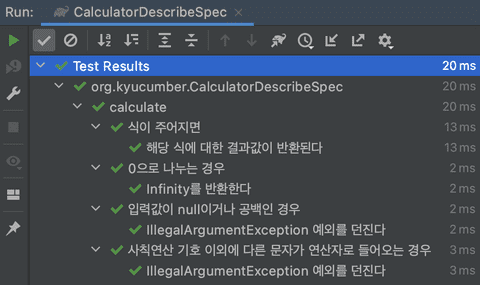 Run: CalculatorDescribeSpec
Test Results 20 ms
org.kyucumber.CalculatorDescribeSpec 20 ms
calculate 20 ms
식이 주어지면 13 ms
해당 식에 대한 결과값이 반환된다 13 ms
0으로 나누는 경우 2 ms
Infinity를 반환한다 2 ms
입력값이 null이거나 공백인 경우 2 ms
IllegalArgumentException 예외를 던진다 2 ms
사칙연산 기호 이외에 다른 문자가 연산자로 들어오는 경우 3 ms
IllegalArgumentException 예외를 던진다 3 ms